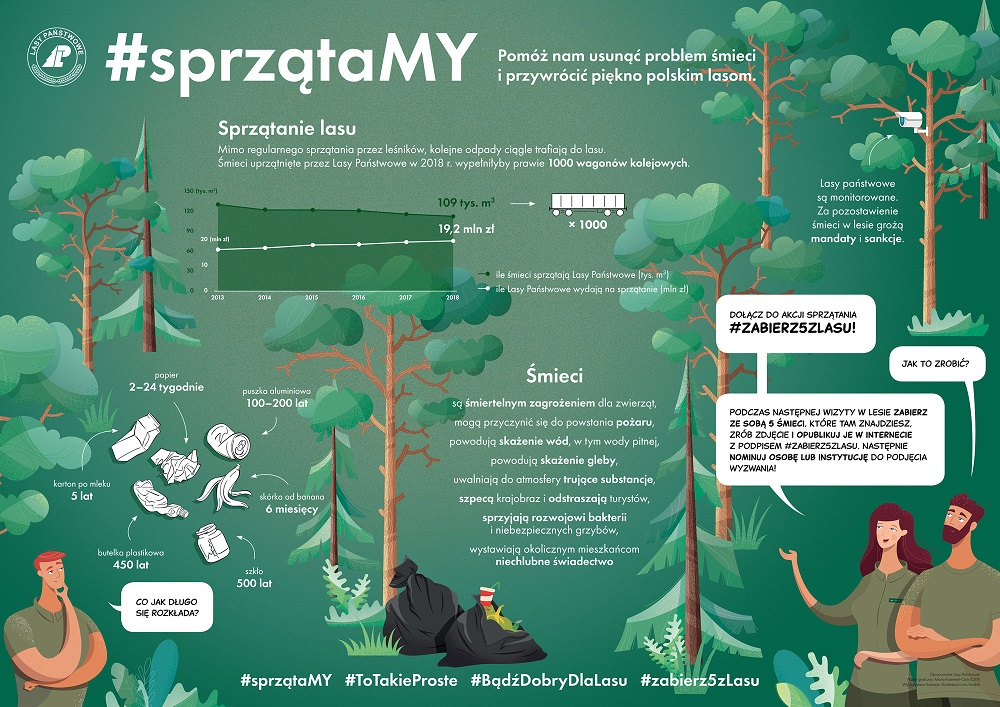 LASY PAŃSTWOWE
#sprzątaMY
Pomóż nam usunąć problem śmieci
i przywrócić piękno polskim lasom.
Sprzątanie lasu
Mimo regularnego sprzątania przez leśników, kolejne odpady ciągle trafiają do lasu.
Śmieci uprzątnięte przez Lasy Państwowe w 2018 r. wypełniłyby prawie 1000 wagonów kolejowych.
150 (tys. m³)
120
90
60
30
0
20 (mln zł)
10
0
2013 2014 2015 2016 2017 2018
109 tys. m³
19,2 mln zł
× 1000
ile śmieci sprzątają Lasy Państwowe (tys. m³)
ile Lasy Państwowe wydają na sprzątanie (mln zł)
Lasy państwowe
są monitorowane.
Za pozostawienie
śmieci w lesie grożą
mandaty i sankcje.
DOŁĄCZ DO AKCJI SPRZĄTANIA
#ZABIERZ5ZLASU!
JAK TO ZROBIĆ?
PODCZAS NASTĘPNEJ WIZYTY W LESIE ZABIERZ
ZE SOBĄ 5 ŚMIECI, KTÓRE TAM ZNAJDZIESZ,
ZRÓB ZDJĘCIE I OPUBLIKUJ JE W INTERNECIE
Z PODPISEM #ZABIERZ5ZLASU. NASTĘPNIE
NOMINUJ OSOBĘ LUB INSTYTUCJĘ DO PODJĘCIA
WYZWANIA!
papier
2–24 tygodnie
puszka aluminiowa
100–200 lat
karton po mleku
5 lat
skórka od banana
6 miesięcy
butelka plastikowa
450 lat
szkło
500 lat
CO JAK DŁUGO
SIĘ ROZKŁADA?
Śmieci
są śmiertelnym zagrożeniem dla zwierząt,
mogą przyczynić się do powstania pożaru,
powodują skażenie wód, w tym wody pitnej,
powodują skażenie gleby,
uwalniają do atmosfery trujące substancje,
szpecą krajobraz i odstraszają turystów,
sprzyjają rozwojowi bakterii
i niebezpiecznych grzybów,
wystawiają okolicznym mieszkańcom
niechlubne świadectwo
#sprzątaMY #ToTakieProste #BądźDobryDlaLasu #zabierz5zLasu